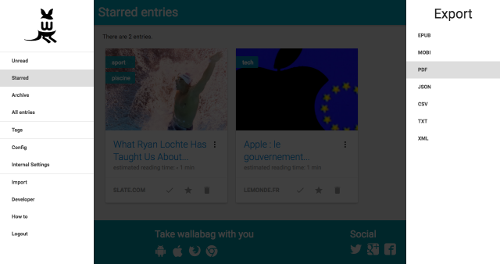 Unread
Starred
Archive
All entries
Tags
Config
Internal Settings
Import
Developer
How to
Logout
Starred entries
There are 2 entries.
sport
piscine
What Ryan Lochte Has
Taught Us About...
estimated reading time: ~ 1 min
SLATE.COM
tech
Apple : le
gouvernement...
estimated reading time: ~ 1 min
LEMONDE.FR
Take wallabag with you
Social
Export
EPUB
MOBI
PDF
JSON
CSV
TXT
XML